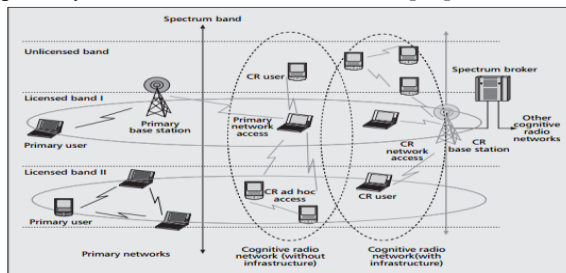 Spectrum band
Unlicensed band
CR user
Spectrum broker
Licensed band I
Primary
base station
Primary
network
access
CR
network
access
CR
base station
Other
cognitive
radio
networks
Primary user
Licensed band II
CR ad hoc
access
CR user
Primary user
Primary networks
Cognitive radio
network (without
infrastructure)
Cognitive radio
network(with
infrastructure)